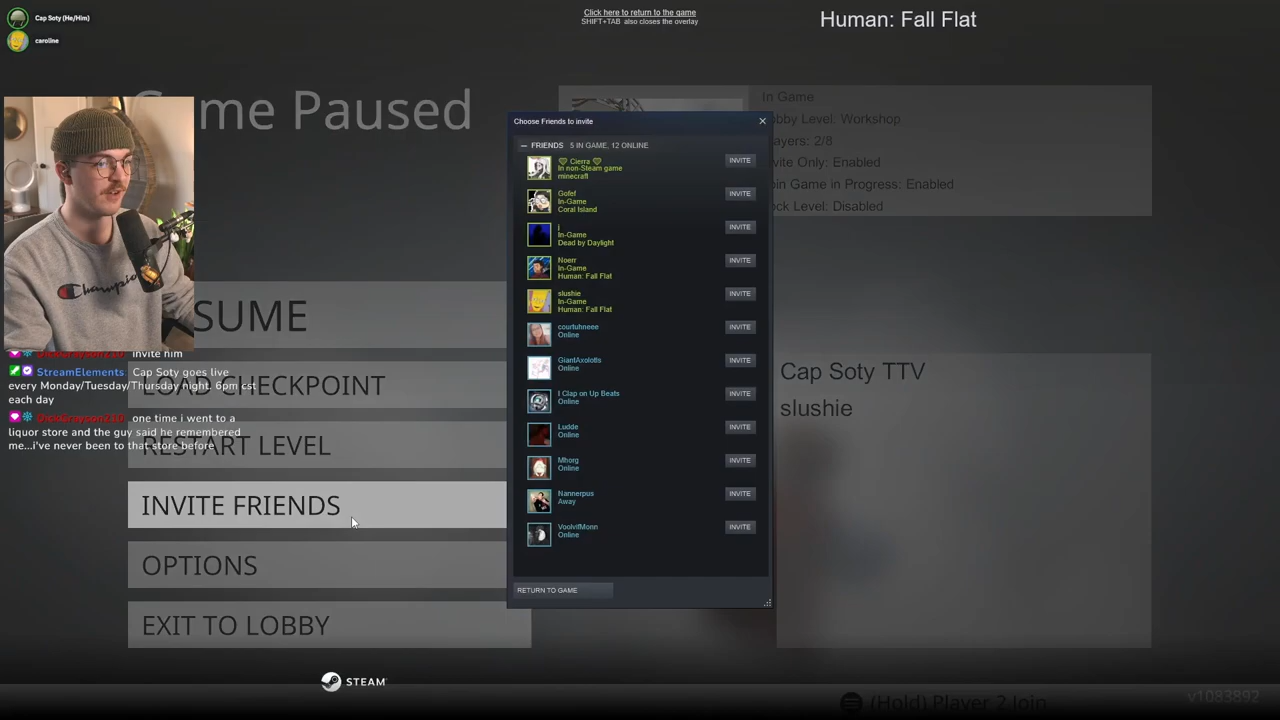 Cap Soty (He/Him)
caroline
Click here to return to the game
SHIFT+TAB also closes the overlay
Human: Fall Flat
me Paused
In Game
obby Level: Workshop
layers: 2/8
vite Only: Enabled
oin Game in Progress: Enabled
ock Level: Disabled
Choose Friends to invite
FRIENDS 5 IN GAME, 12 ONLINE
Cierra
In non-Steam game
minecraft
INVITE
Gofef
In-Game
Coral Island
INVITE
j
In-Game
Dead by Daylight
INVITE
Noerr
In-Game
Human: Fall Flat
INVITE
slushie
In-Game
Human: Fall Flat
INVITE
courtuhneee
Online
INVITE
GiantAxolotls
Online
INVITE
I Clap on Up Beats
Online
INVITE
Ludde
Online
INVITE
Mhorg
Online
INVITE
Nannerpus
Away
INVITE
VoolvifMonn
Online
INVITE
RETURN TO GAME
Champion
SUME
invite him
StreamElements: Cap Soty goes live
every Monday/Tuesday/Thursday night. 6pm cst
each day
one time i went to a
liquor store and the guy said he remembered
me...i've never been to that store before
LOAD CHECKPOINT
RESTART LEVEL
INVITE FRIENDS
OPTIONS
EXIT TO LOBBY
Cap Soty TTV
slushie
STEAM
(Hold) Player 2 Join
v1083892